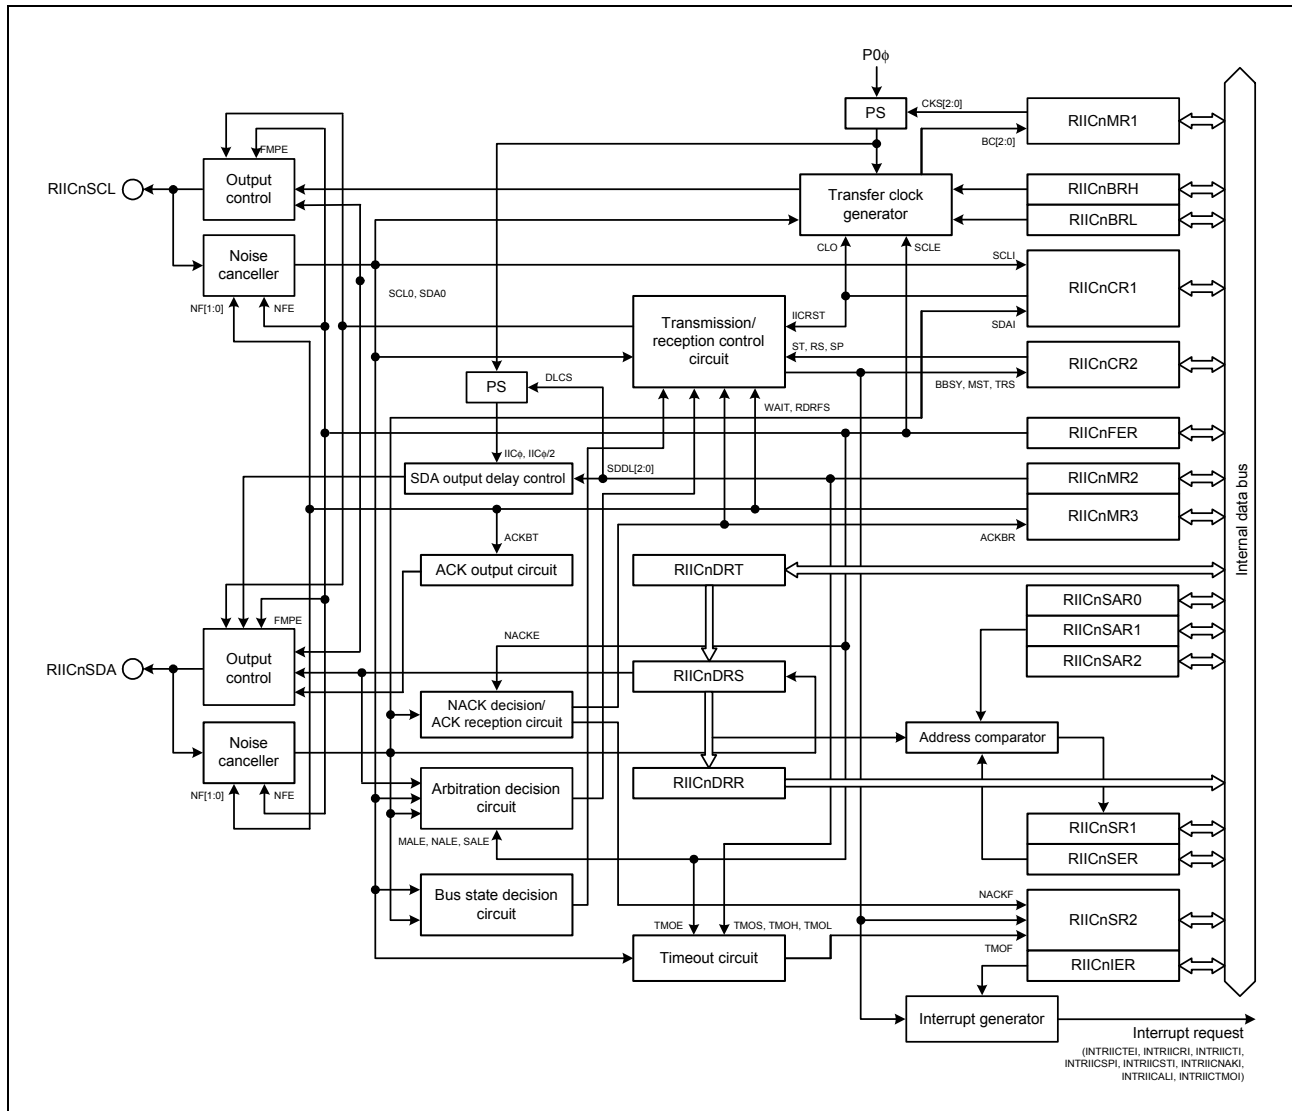 P0ϕ
PS
CKS[2:0]
RIICnMR1
BC[2:0]
FMPE
RIICnSCL
Output
control
Transfer clock
generator
RIICnBRH
RIICnBRL
CLO
SCLE
Noise
canceller
SCLI
RIICnCR1
SCL0, SDA0
NF[1:0]
NFE
Transmission/
reception control
circuit
IICRST
SDAI
ST, RS, SP
RIICnCR2
BBSY, MST, TRS
PS
DLCS
WAIT, RDRFS
RIICnFER
IICϕ, IICϕ/2
SDDL[2:0]
SDA output delay control
RIICnMR2
RIICnMR3
ACKBT
ACKBR
ACK output circuit
RIICnDRT
RIICnSAR0
RIICnSAR1
RIICnSAR2
FMPE
NACKE
RIICnSDA
Output
control
RIICnDRS
NACK decision/
ACK reception circuit
Address comparator
Noise
canceller
Arbitration decision
circuit
RIICnDRR
NF[1:0]
NFE
MALE, NALE, SALE
RIICnSR1
RIICnSER
Bus state decision
circuit
NACKF
RIICnSR2
TMOE
TMOS, TMOH, TMOL
TMOF
Timeout circuit
RIICnIER
Interrupt generator
Interrupt request
(INTRIICTEI, INTRIICRI, INTRIICTI,
INTRIICSPI, INTRIICSTI, INTRIICNAKI,
INTRIICALI, INTRIICTMOI)
Internal data bus